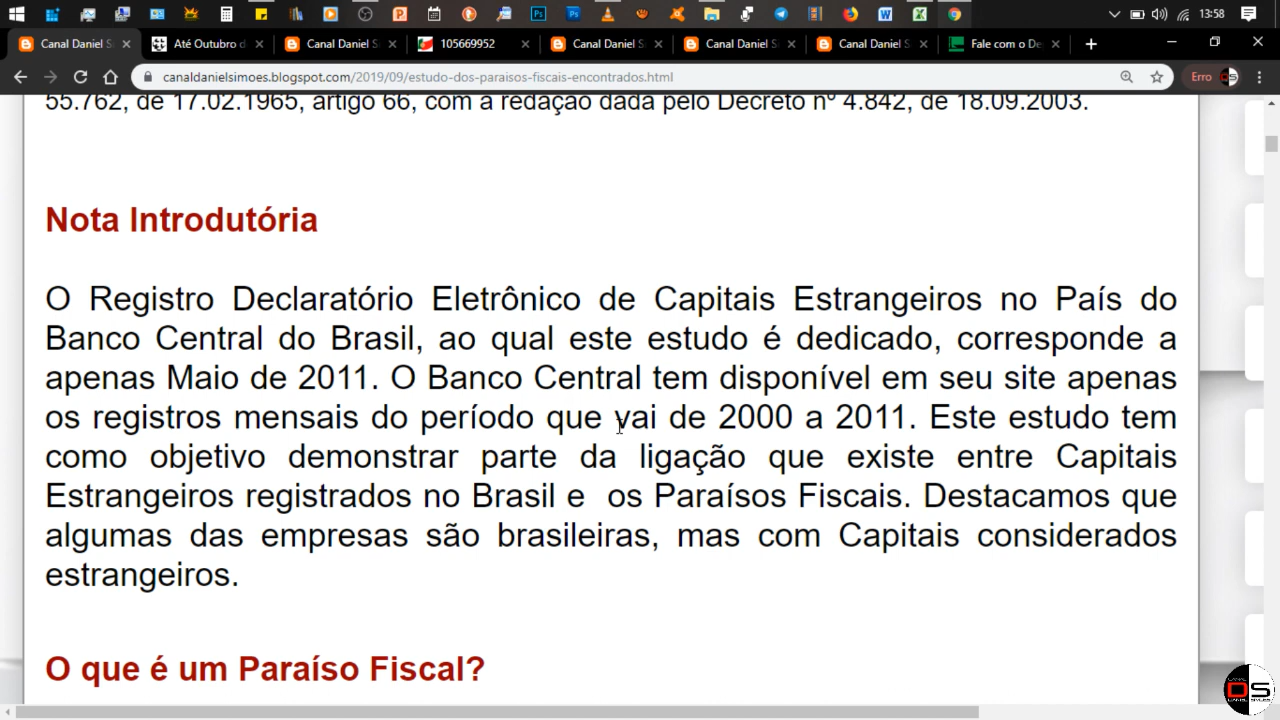 13:58
Canal Daniel S
Até Outubro d
Canal Daniel S
105669952
Canal Daniel S
Canal Daniel S
Canal Daniel S
Fale com o De
canaldanielsimoes.blogspot.com/2019/09/estudo-dos-paraisos-fiscais-encontrados.html
Erro
55.762, de 17.02.1965, artigo 66, com a redação dada pelo Decreto nº 4.842, de 18.09.2003.
Nota Introdutória
O Registro Declaratório Eletrônico de Capitais Estrangeiros no País do
Banco Central do Brasil, ao qual este estudo é dedicado, corresponde a
apenas Maio de 2011. O Banco Central tem disponível em seu site apenas
os registros mensais do período que vai de 2000 a 2011. Este estudo tem
como objetivo demonstrar parte da ligação que existe entre Capitais
Estrangeiros registrados no Brasil e os Paraísos Fiscais. Destacamos que
algumas das empresas são brasileiras, mas com Capitais considerados
estrangeiros.
O que é um Paraíso Fiscal?
CANAL
DS
DANIEL SIMÕES